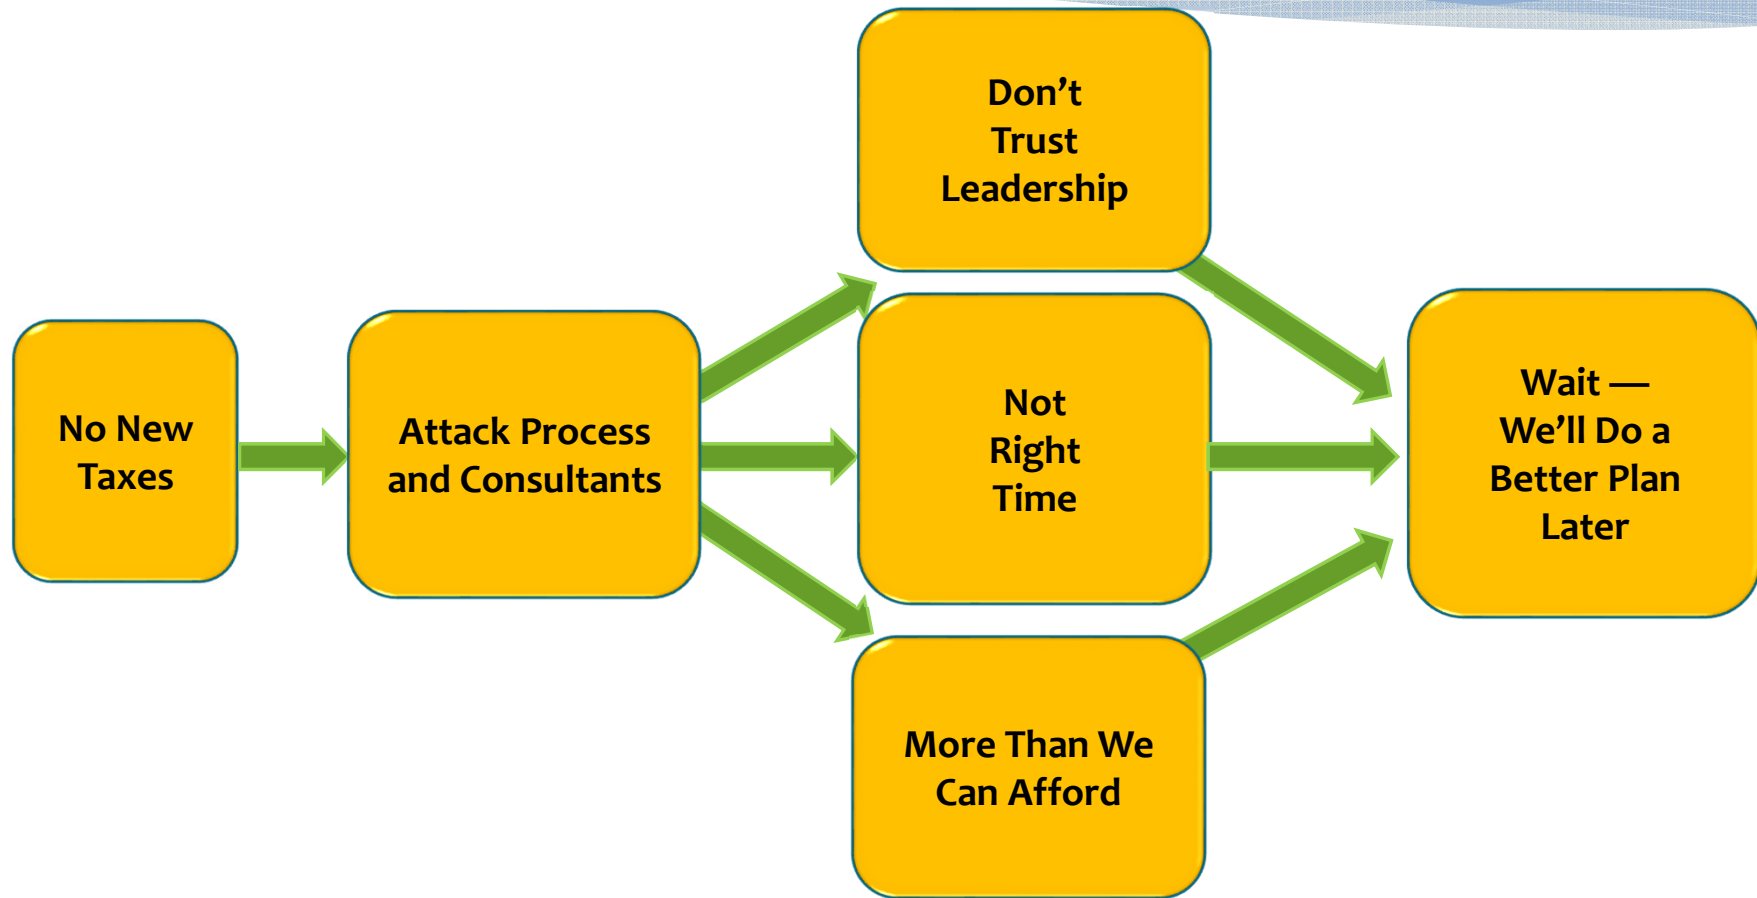 No New
Taxes
Attack Process
and Consultants
Don’t
Trust
Leadership
Not
Right
Time
More Than We
Can Afford
Wait —
We’ll Do a
Better Plan
Later